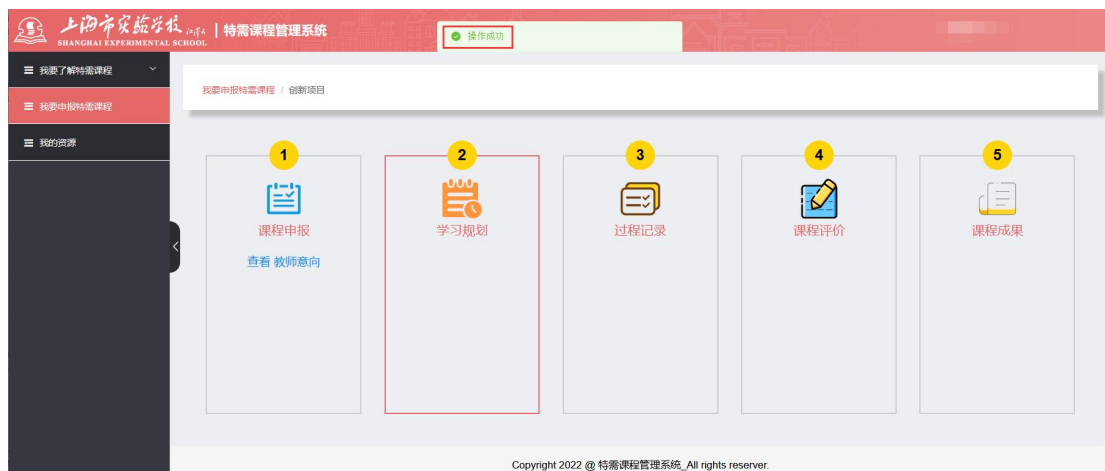 上海市实验学校
SHANGHAI EXPERIMENTAL SCHOOL
特需课程管理系统
操作成功
我要了解特需课程
我要申报特需课程
我的资源
我要申报特需课程 / 创新项目
1
课程申报
查看 教师意向
2
学习规划
3
过程记录
4
课程评价
5
课程成果
Copyright 2022 @ 特需课程管理系统_All rights reserver.